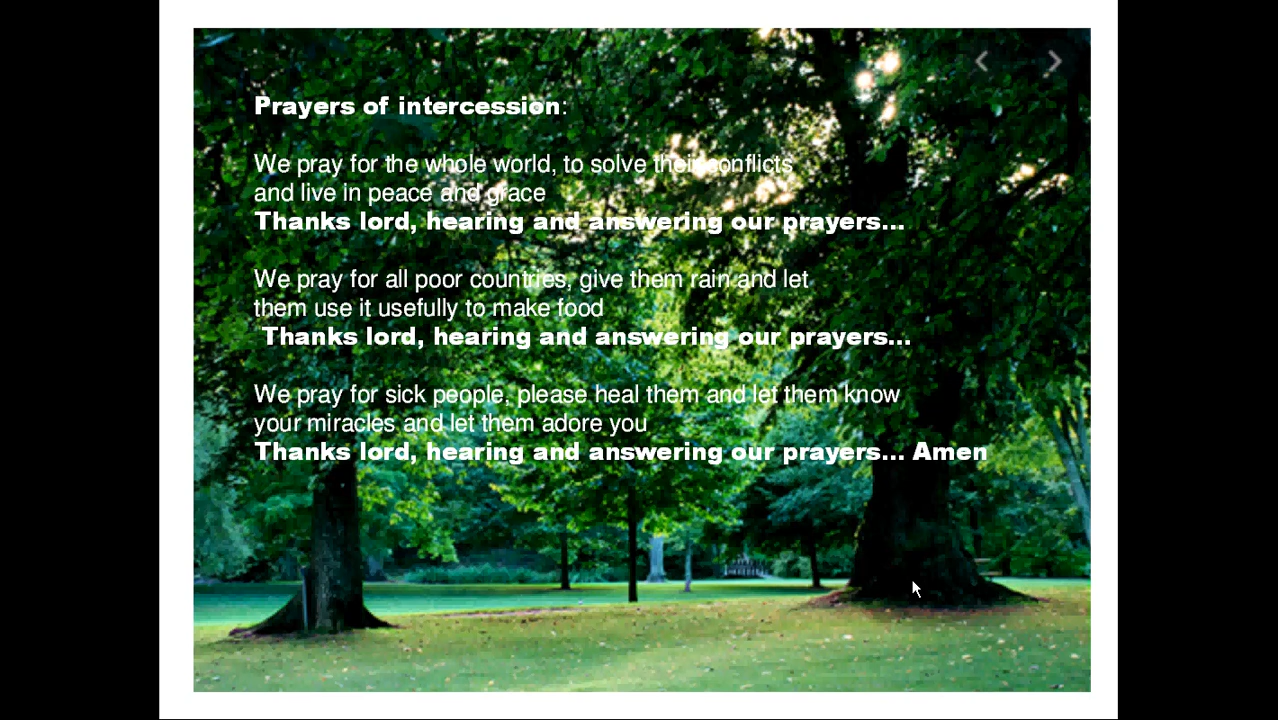 Prayers of intercession:
We pray for the whole world, to solve their conflicts
and live in peace and grace
Thanks lord, hearing and answering our prayers...
We pray for all poor countries, give them rain and let
them use it usefully to make food
Thanks lord, hearing and answering our prayers...
We pray for sick people, please heal them and let them know
your miracles and let them adore you
Thanks lord, hearing and answering our prayers... Amen